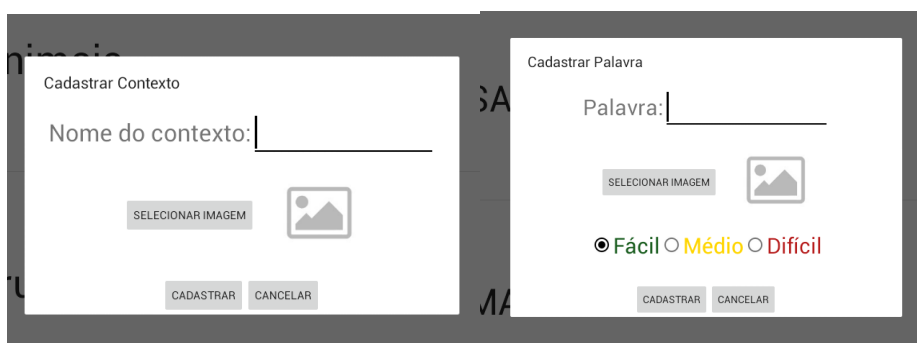 Cadastrar Contexto
Nome do contexto:
SELECIONAR IMAGEM
CADASTRAR CANCELAR
Cadastrar Palavra
Palavra:
SELECIONAR IMAGEM
Fácil Médio Difícil
CADASTRAR CANCELAR